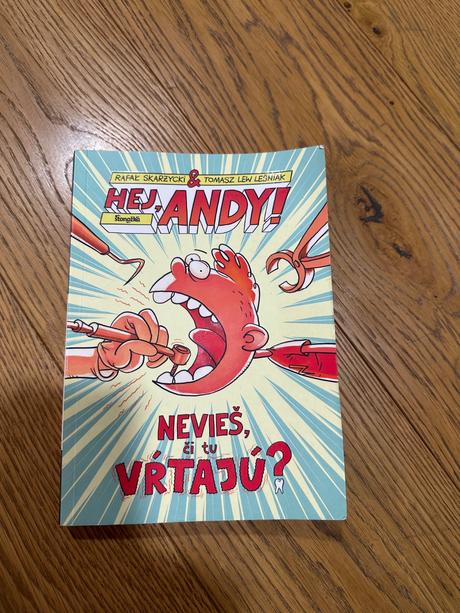 RAFAŁ SKARŻYCKI & TOMASZ LEW LEŚNIAK
HEJ, ANDY!
Stonožka
NEVIEŠ,
či tu
VŔTAJÚ?